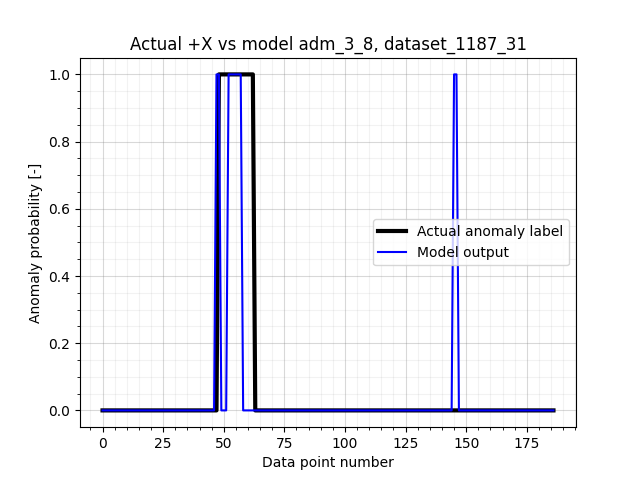 Actual +X vs model adm_3_8, dataset_1187_31
1.0
0.8
0.6
0.4
0.2
0.0
Anomaly probability [-]
Actual anomaly label
Model output
0 25 50 75 100 125 150 175
Data point number